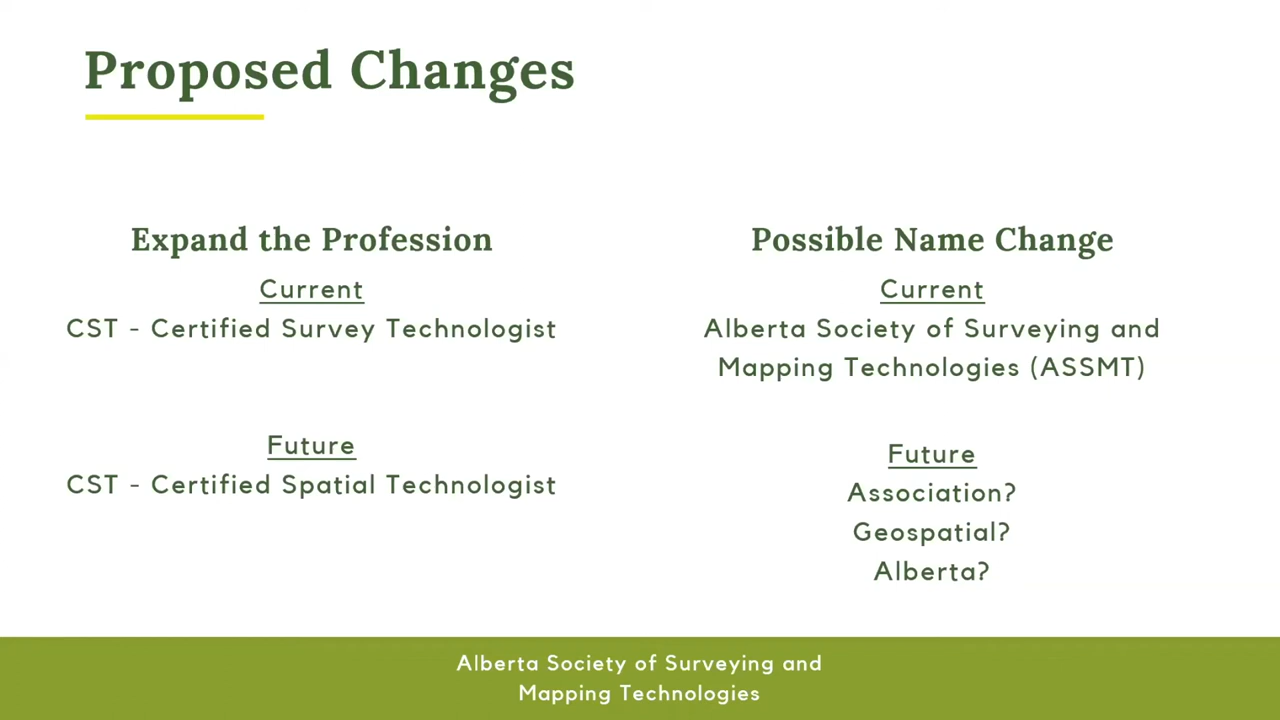 Proposed Changes
Expand the Profession
Current
CST - Certified Survey Technologist
Future
CST - Certified Spatial Technologist
Possible Name Change
Current
Alberta Society of Surveying and
Mapping Technologies (ASSMT)
Future
Association?
Geospatial?
Alberta?
Alberta Society of Surveying and
Mapping Technologies